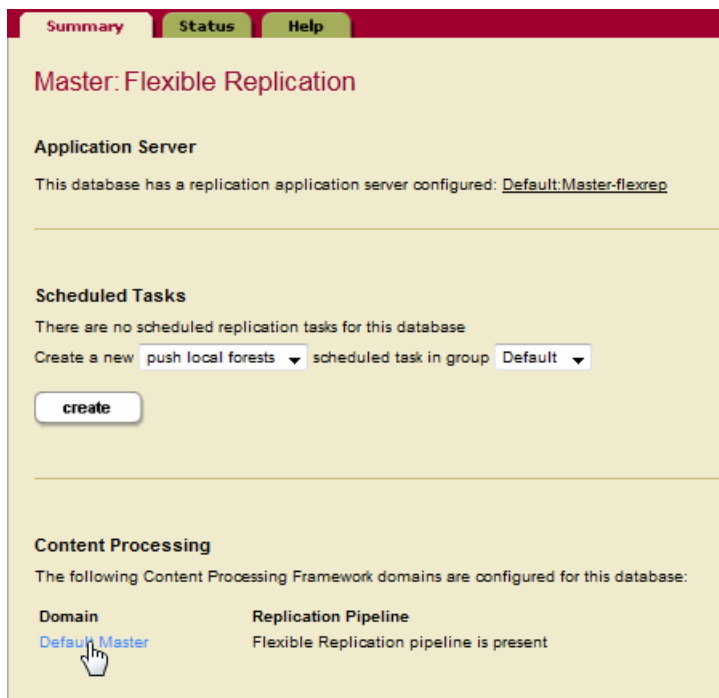 Summary Status Help
Master: Flexible Replication
Application Server
This database has a replication application server configured: Default:Master-flexrep
Scheduled Tasks
There are no scheduled replication tasks for this database
Create a new push local forests scheduled task in group Default
create
Content Processing
The following Content Processing Framework domains are configured for this database:
Domain Replication Pipeline
Default Master Flexible Replication pipeline is present